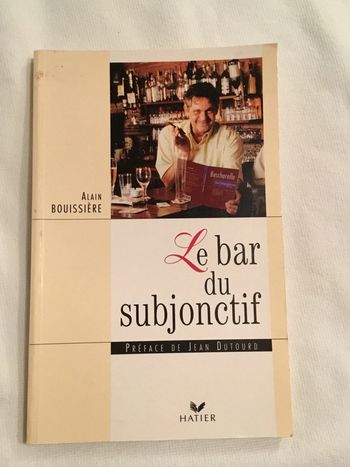 Bescherelle
ALAIN
BOUISSIÈRE
Le bar
du
subjonctif
PRÉFACE DE JEAN DUTOURD
HATIER